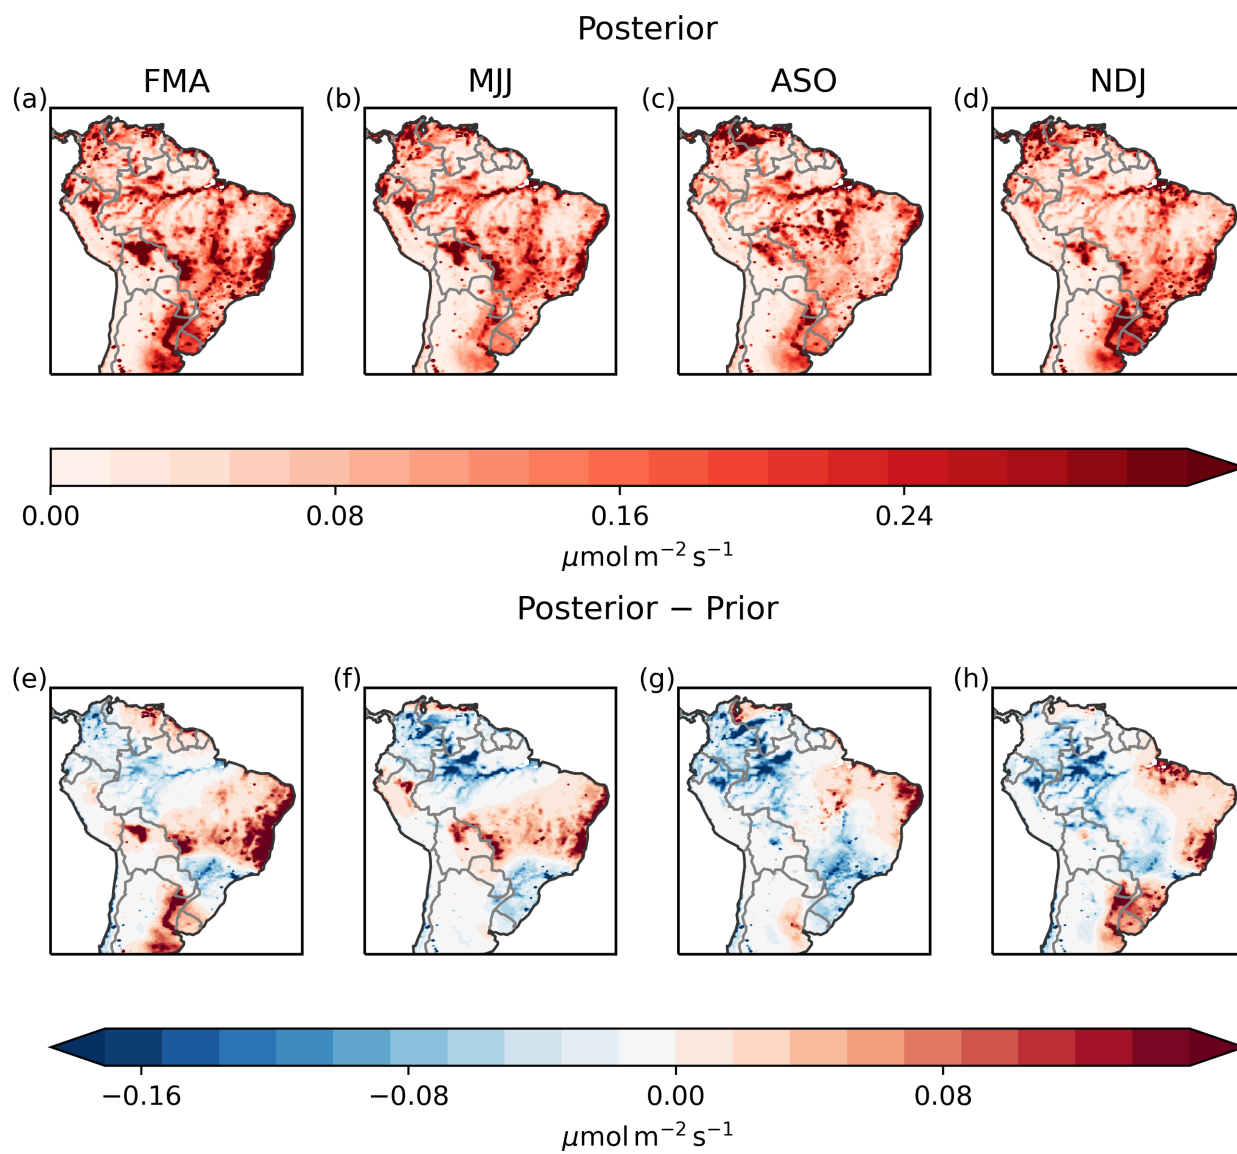 Posterior
FMA MJJ ASO NDJ
(a) (b) (c) (d)
0.00 0.08 0.16 0.24
μmol m⁻² s⁻¹
Posterior − Prior
(e) (f) (g) (h)
−0.16 −0.08 0.00 0.08
μmol m⁻² s⁻¹